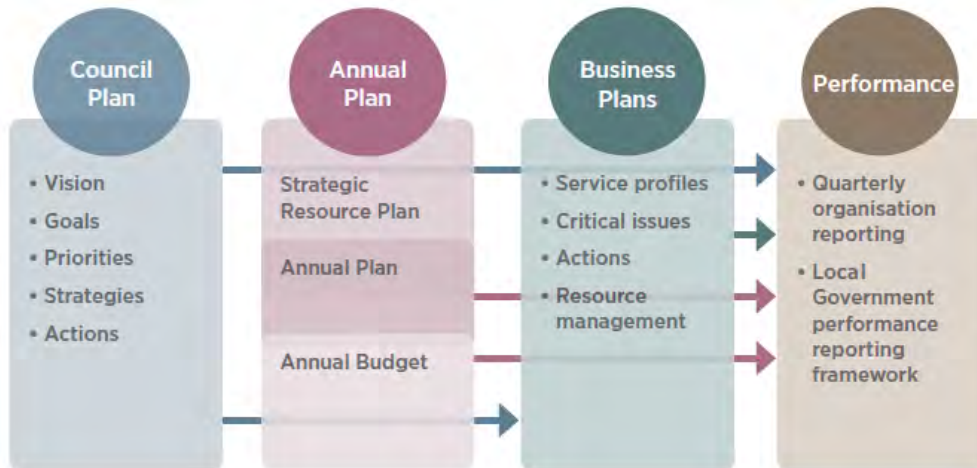 Council
Plan
• Vision
• Goals
• Priorities
• Strategies
• Actions
Annual
Plan
Strategic
Resource Plan
Annual Plan
Annual Budget
Business
Plans
• Service profiles
• Critical issues
• Actions
• Resource
management
Performance
• Quarterly
organisation
reporting
• Local
Government
performance
reporting
framework